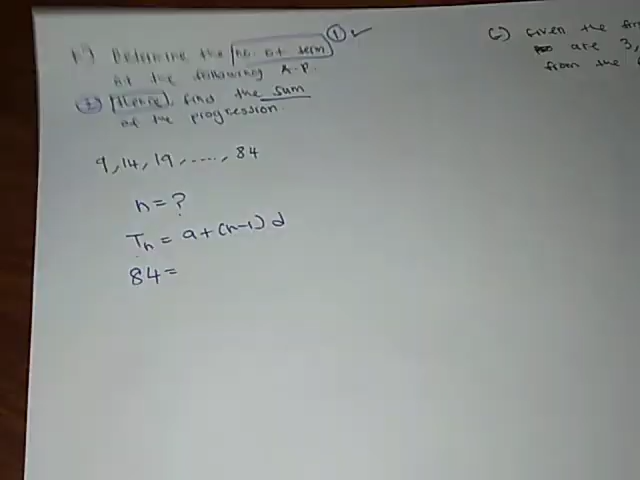 b) Determine the no. of term ①
of the following A.P.
② Hence, find the sum
of the progression.
9, 14, 19, ....., 84
n = ?
Tn = a + (n-1) d
84 =
c) Given the
are 3,
from the